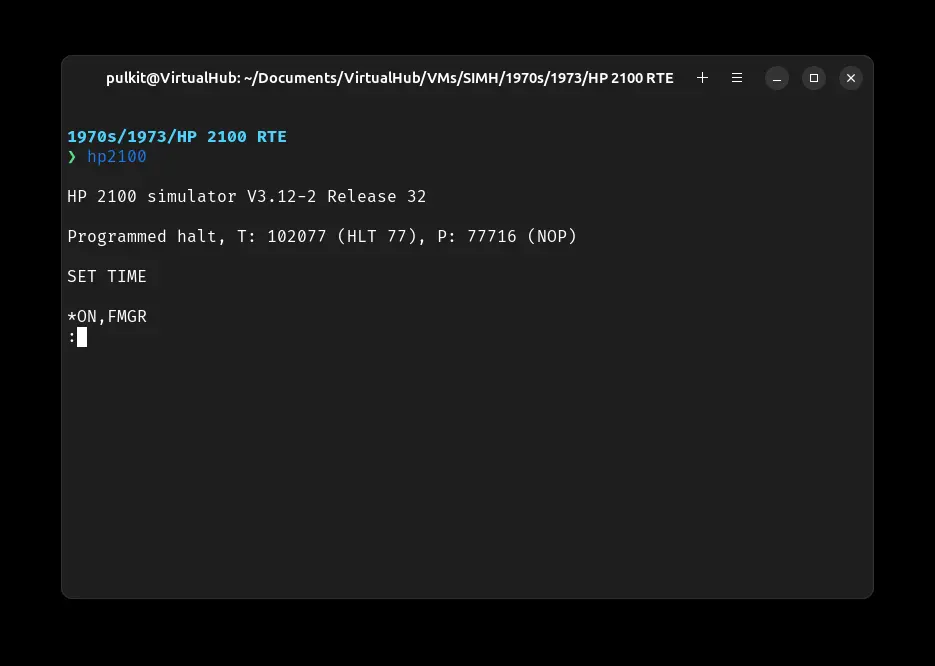 pulkit@VirtualHub: ~/Documents/VirtualHub/VMs/SIMH/1970s/1973/HP 2100 RTE
1970s/1973/HP 2100 RTE
❯ hp2100
HP 2100 simulator V3.12-2 Release 32
Programmed halt, T: 102077 (HLT 77), P: 77716 (NOP)
SET TIME
*ON,FMGR
: